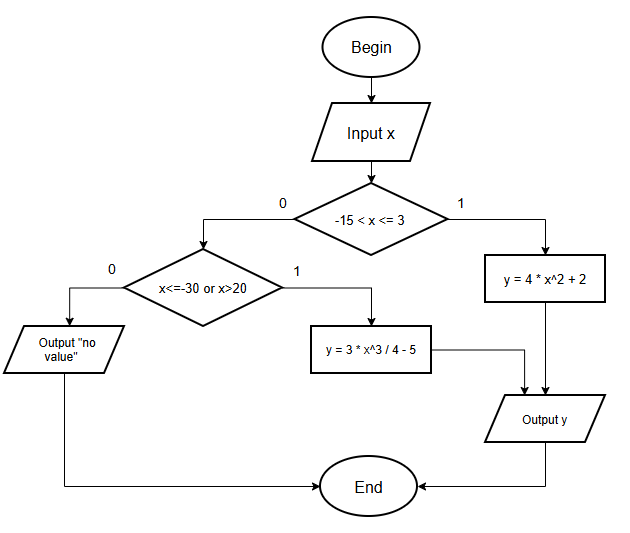 Begin
Input x
0
-15 < x <= 3
1
0
x<=-30 or x>20
1
y = 4 * x^2 + 2
Output "no
value"
y = 3 * x^3 / 4 - 5
Output y
End